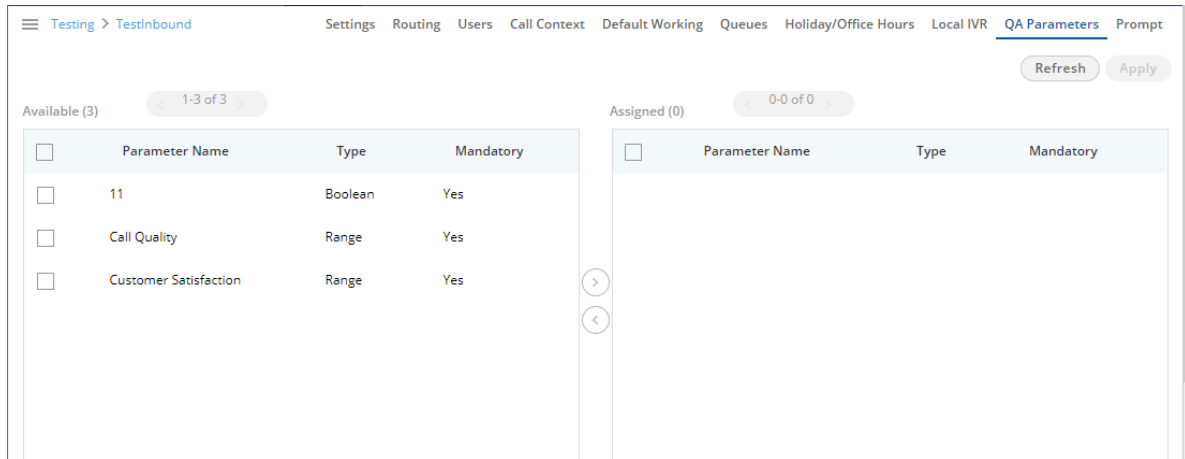 Testing > TestInbound Settings Routing Users Call Context Default Working Queues Holiday/Office Hours Local IVR QA Parameters Prompt
Refresh Apply
Available (3) < 1-3 of 3 >
Assigned (0) < 0-0 of 0 >
Parameter Name Type Mandatory
Parameter Name Type Mandatory
11 Boolean Yes
Call Quality Range Yes
Customer Satisfaction Range Yes
>
<